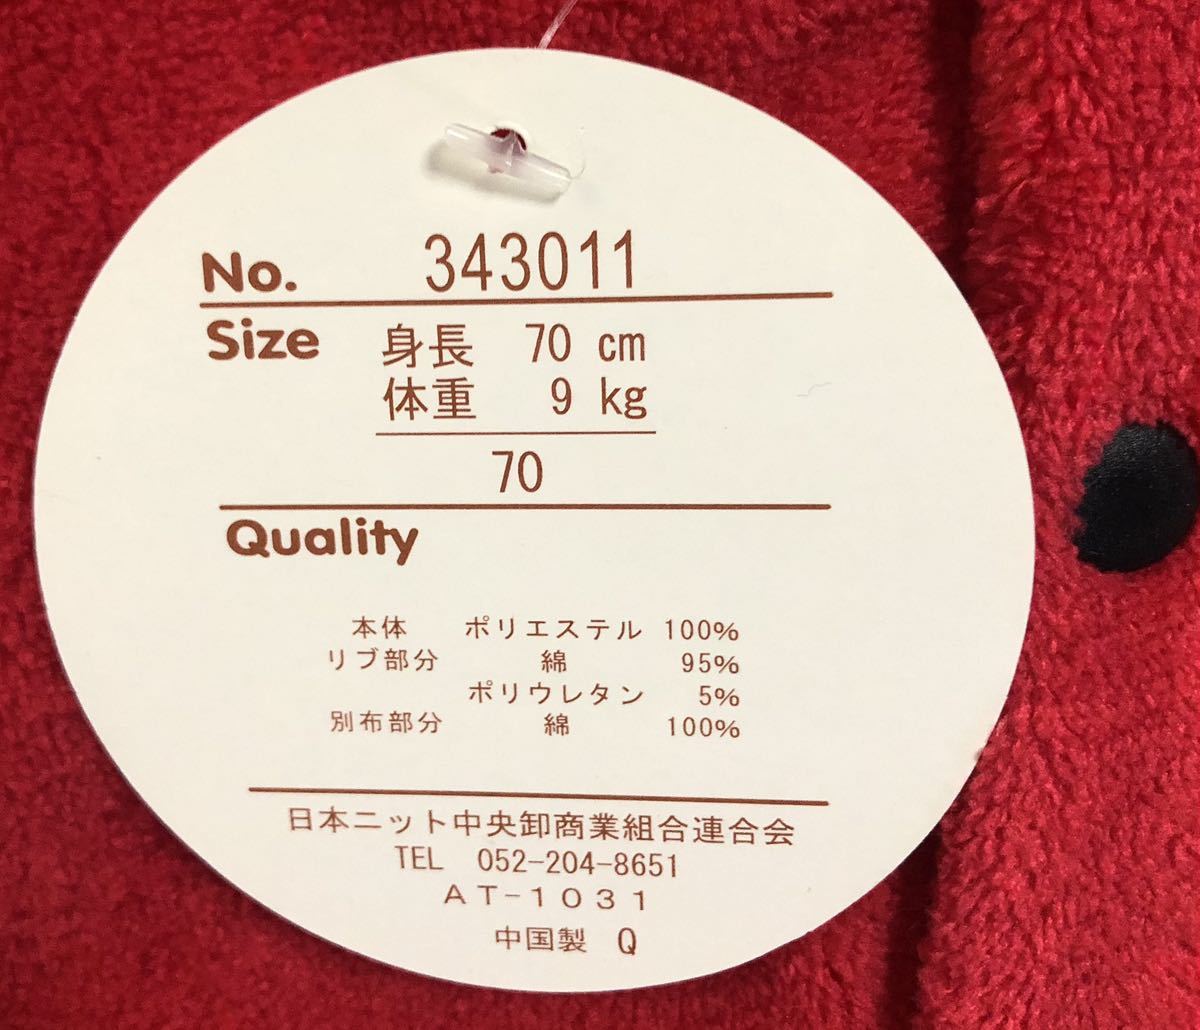 No. 343011
Size 身長 70 cm
体重 9 kg
70
Quality
本体 ポリエステル 100%
リブ部分 綿 95%
ポリウレタン 5%
別布部分 綿 100%
日本ニット中央卸商業組合連合会
TEL 052-204-8651
AT-1031
中国製 Q